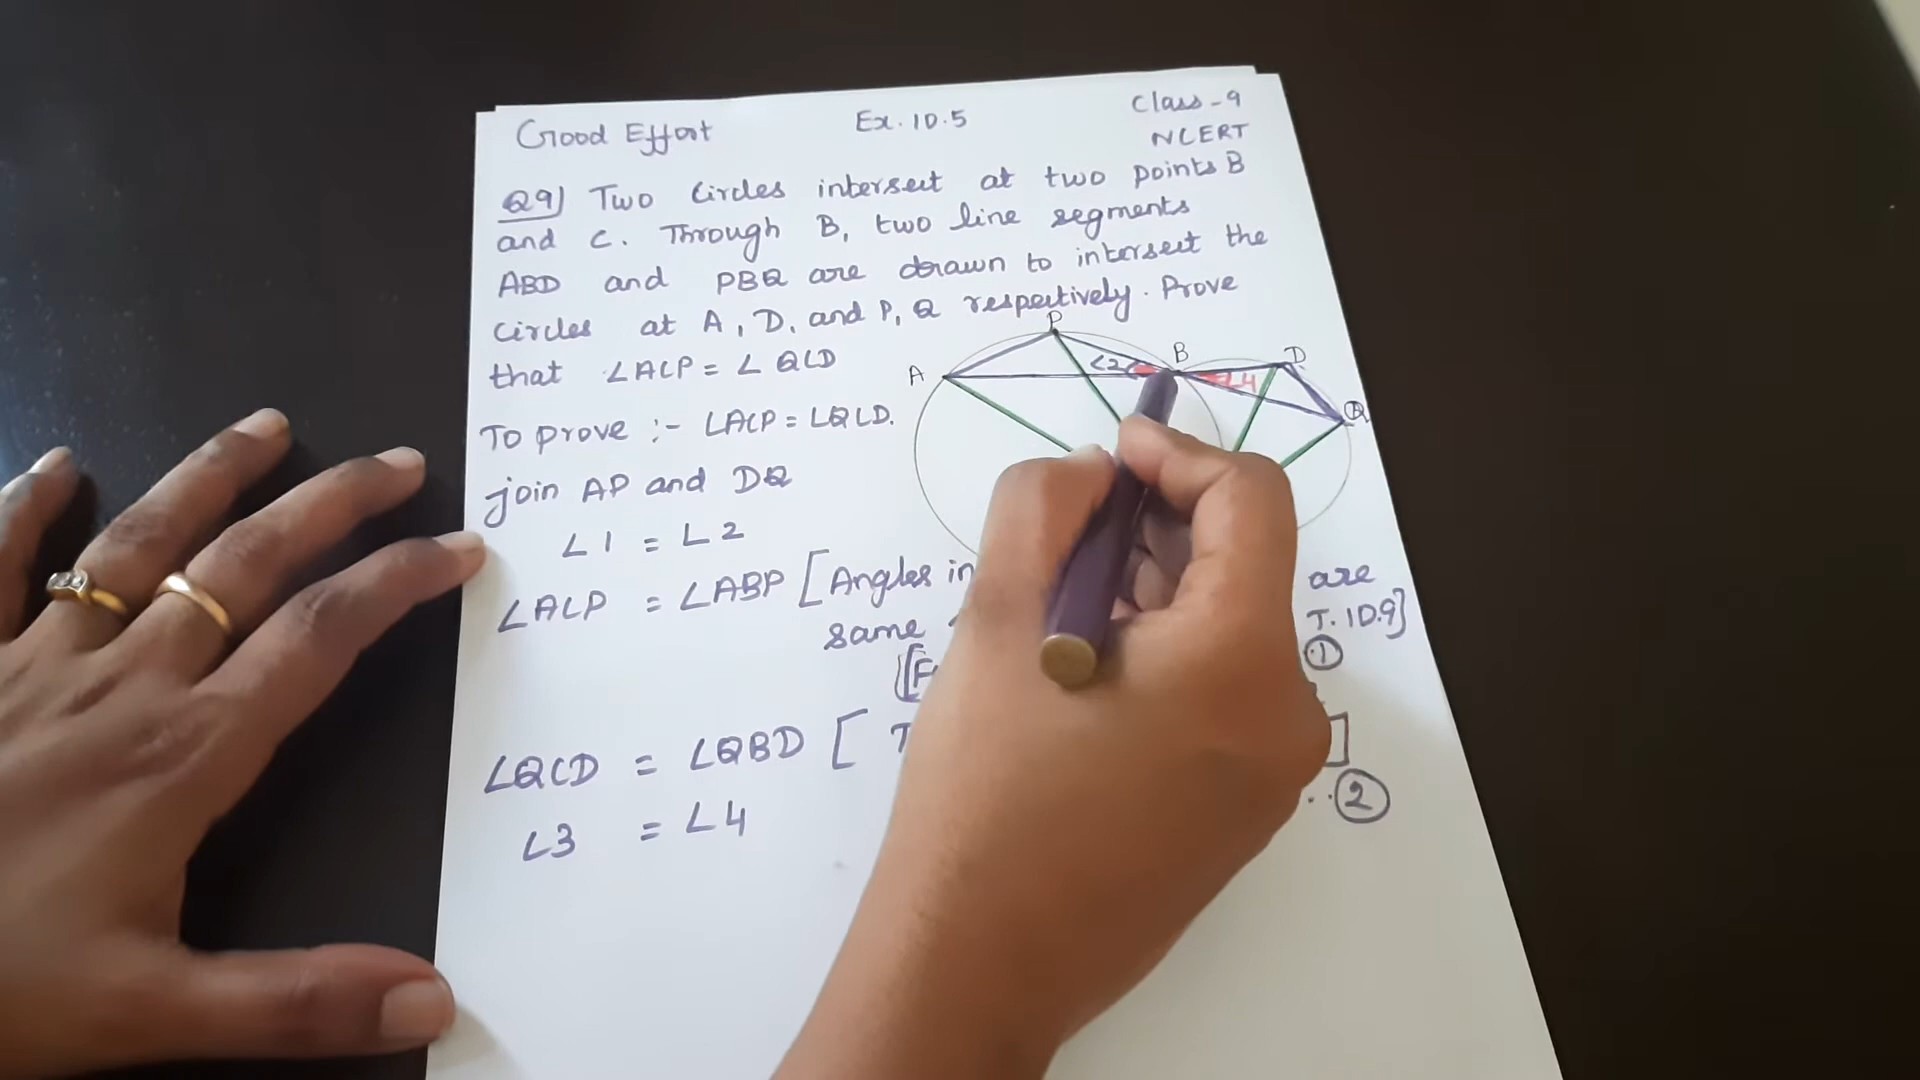 Good Effort Ex. 10.5 Class-9
NCERT
Q9) Two Circles intersect at two points B
and C. Through B, two line segments
ABD and PBQ are drawn to intersect the
Circles at A, D, and P, Q respectively. Prove
that ∠ACP = ∠QCD
P
A ∠2 B ∠4 D
Q
To prove :- ∠ACP = ∠QCD.
join AP and DQ
∠1 = ∠2
∠ACP = ∠ABP [Angles in are
same T. 10.9]
①
∠QCD = ∠QBD [ ]
∠3 = ∠4 ..②